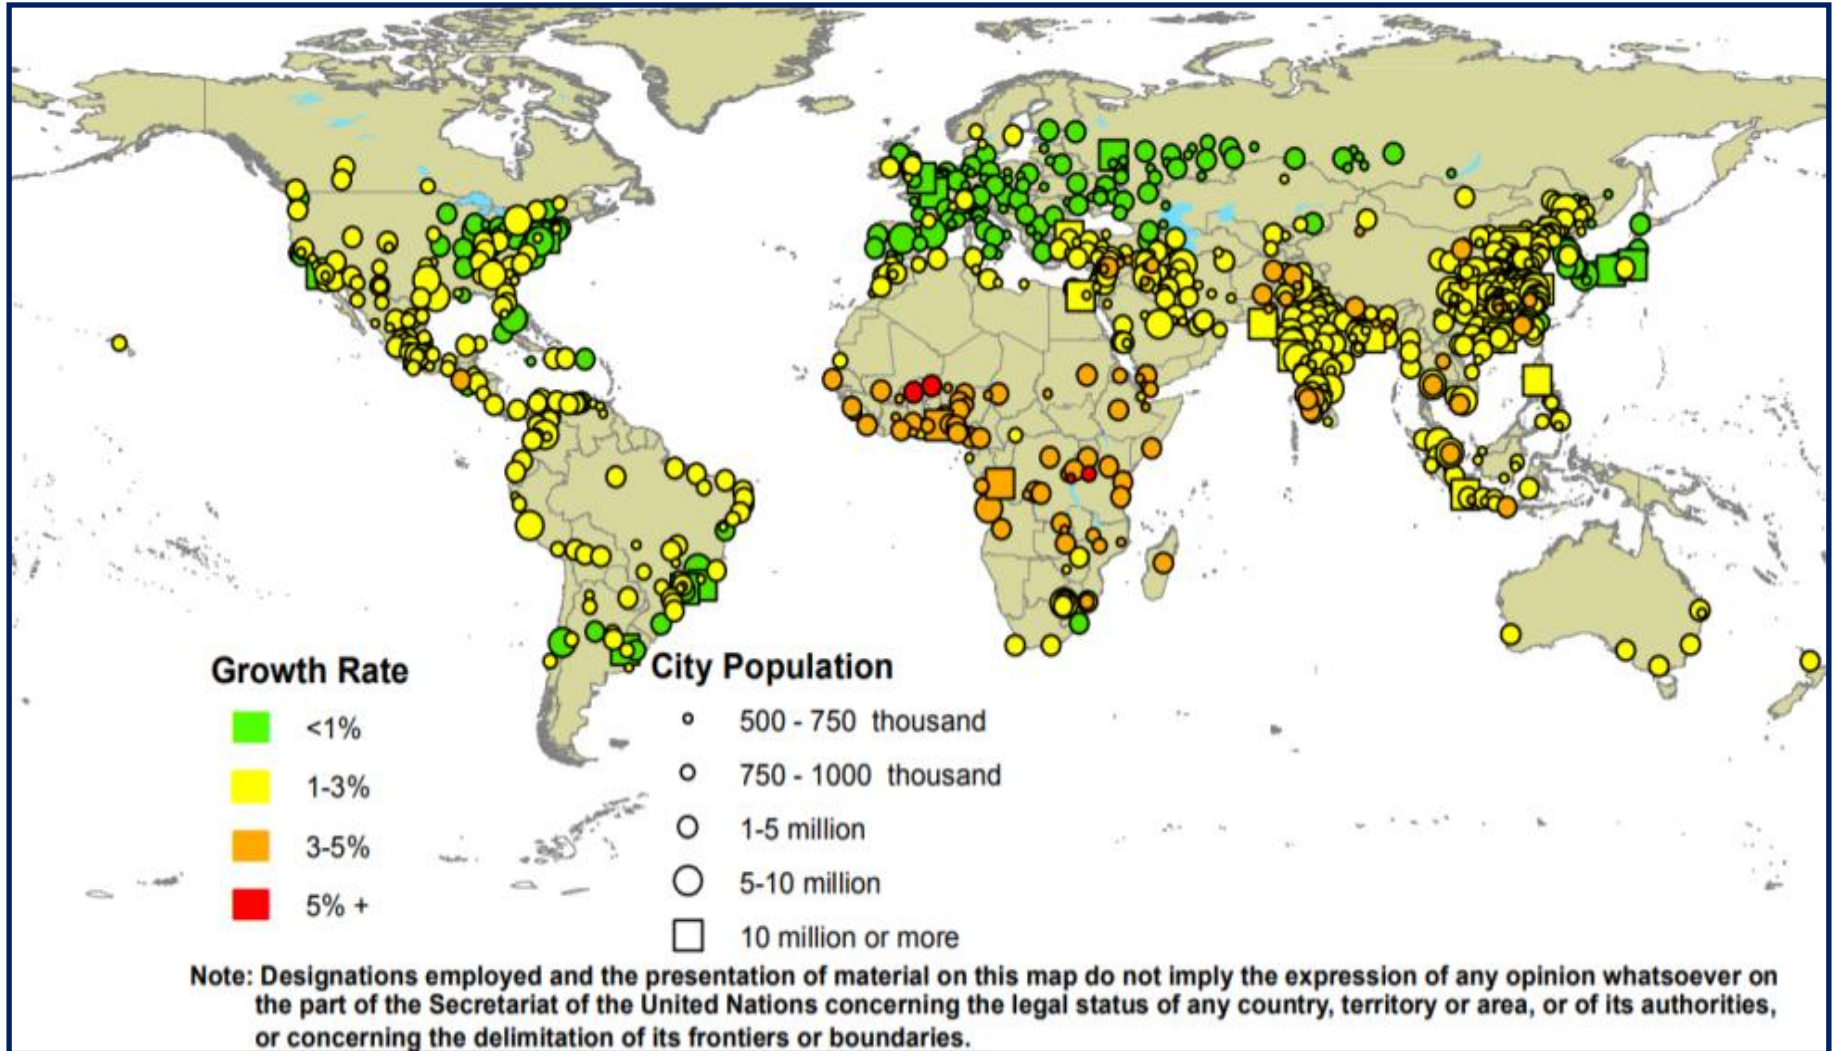 Growth Rate
<1%
1-3%
3-5%
5% +
City Population
500 - 750 thousand
750 - 1000 thousand
1-5 million
5-10 million
10 million or more
Note: Designations employed and the presentation of material on this map do not imply the expression of any opinion whatsoever on
the part of the Secretariat of the United Nations concerning the legal status of any country, territory or area, or of its authorities,
or concerning the delimitation of its frontiers or boundaries.